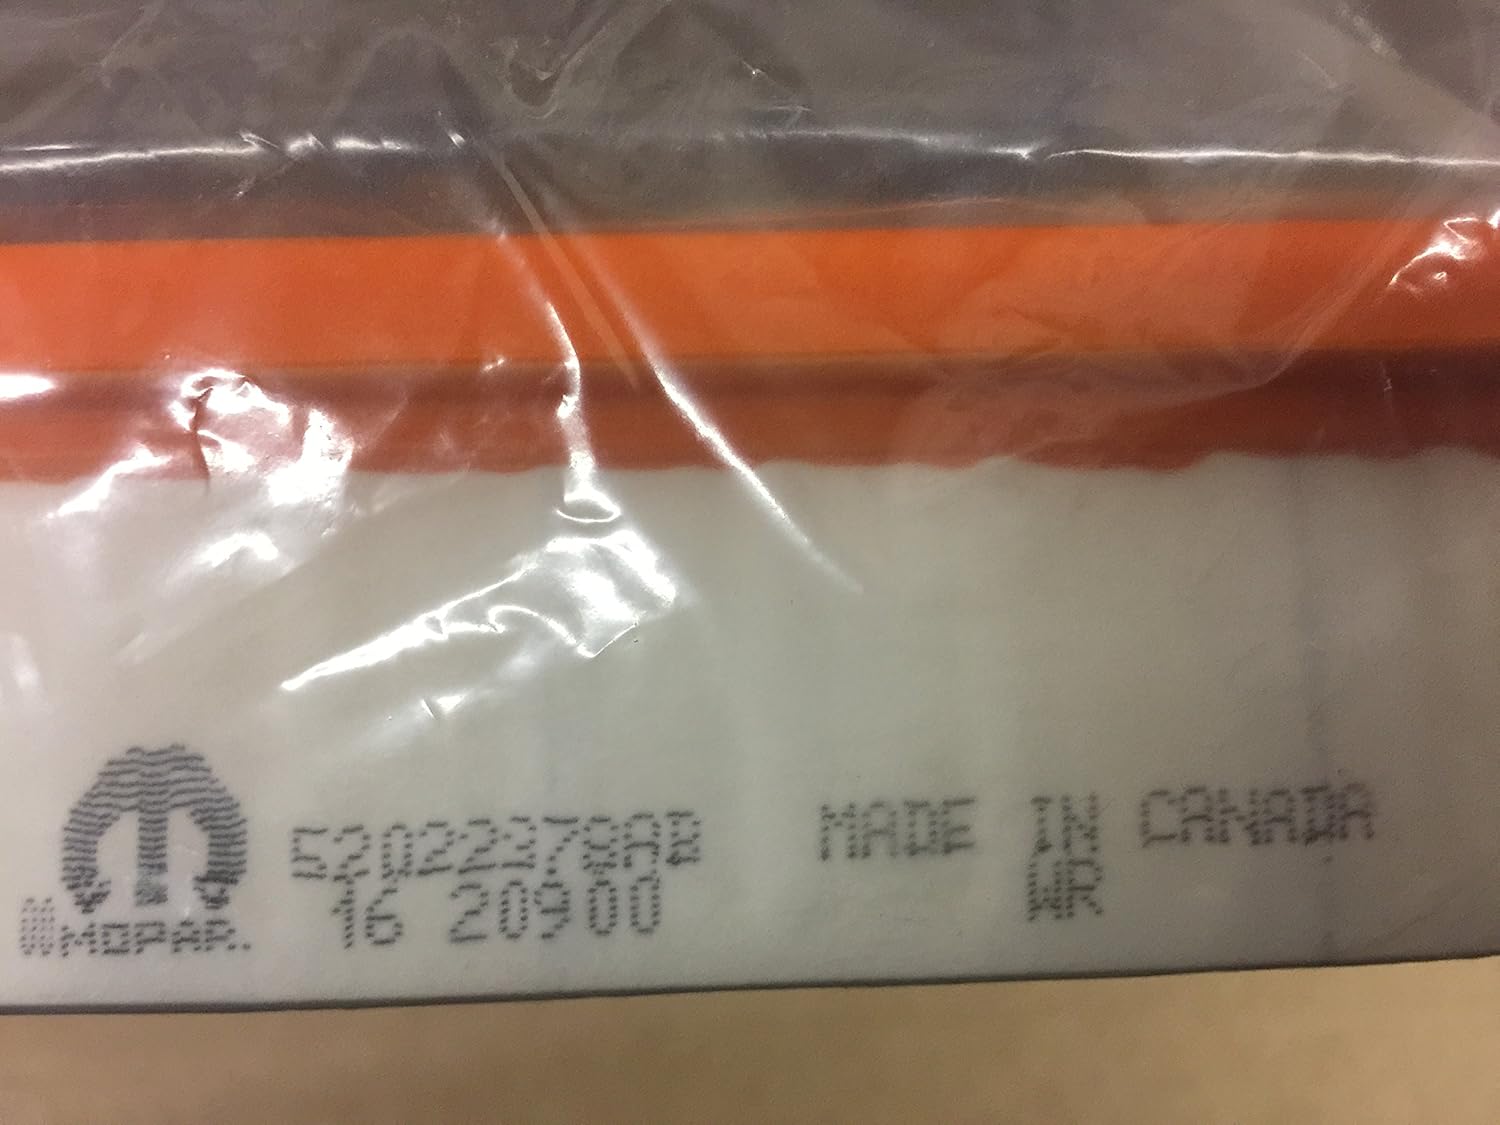 MOPAR.
52022378AB MADE IN CANADA
16 20900 WR